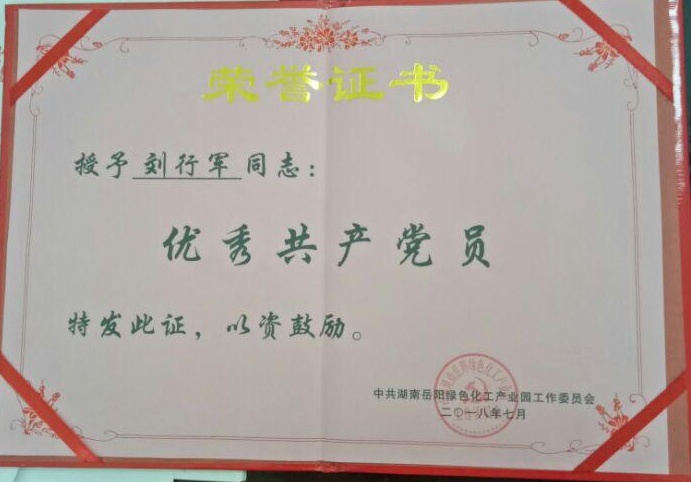 荣誉证书
授予刘行军同志：
优秀共产党员
特发此证，以资鼓励。
中共湖南岳阳绿色化工产业园工作委员会
二〇一八年七月